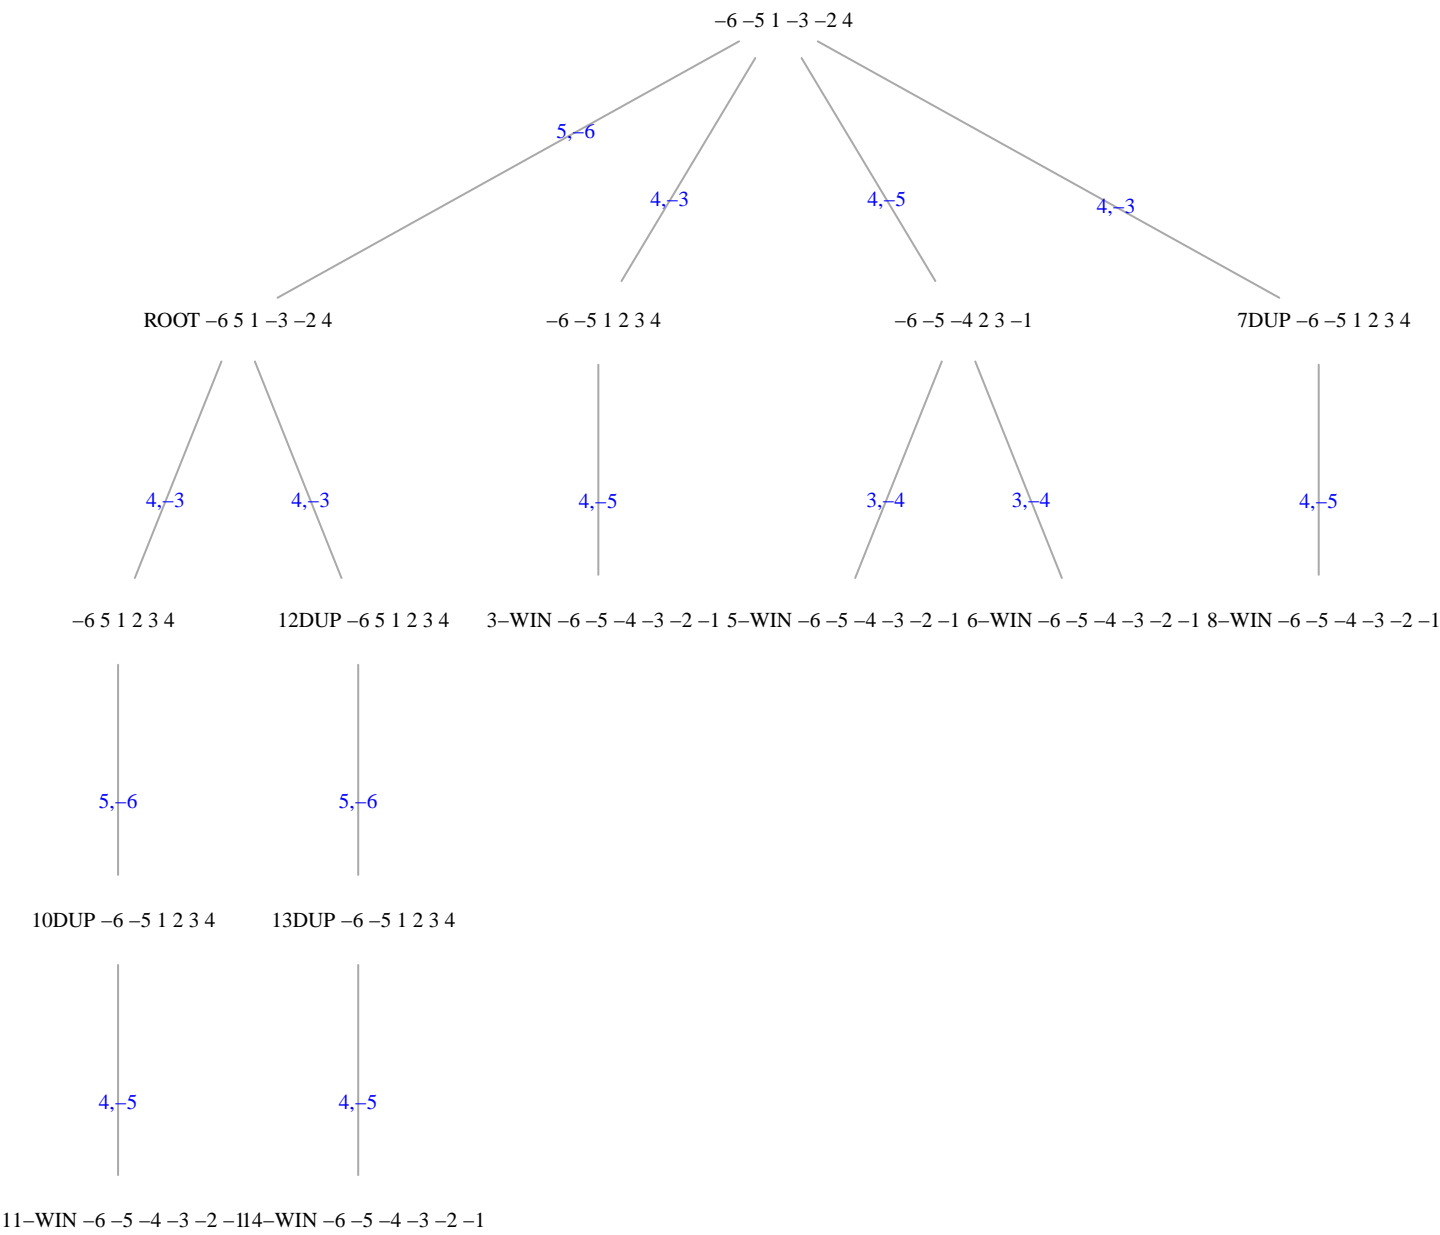 –6 –5 1 –3 –2 4
5,–6
4,–3 4,–5 4,–3
ROOT –6 5 1 –3 –2 4 –6 –5 1 2 3 4 –6 –5 –4 2 3 –1 7DUP –6 –5 1 2 3 4
4,–3 4,–3 4,–5 3,–4 3,–4 4,–5
–6 5 1 2 3 4 12DUP –6 5 1 2 3 4 3–WIN –6 –5 –4 –3 –2 –1 5–WIN –6 –5 –4 –3 –2 –1 6–WIN –6 –5 –4 –3 –2 –1 8–WIN –6 –5 –4 –3 –2 –1
5,–6 5,–6
10DUP –6 –5 1 2 3 4 13DUP –6 –5 1 2 3 4
4,–5 4,–5
11–WIN –6 –5 –4 –3 –2 –1 14–WIN –6 –5 –4 –3 –2 –1